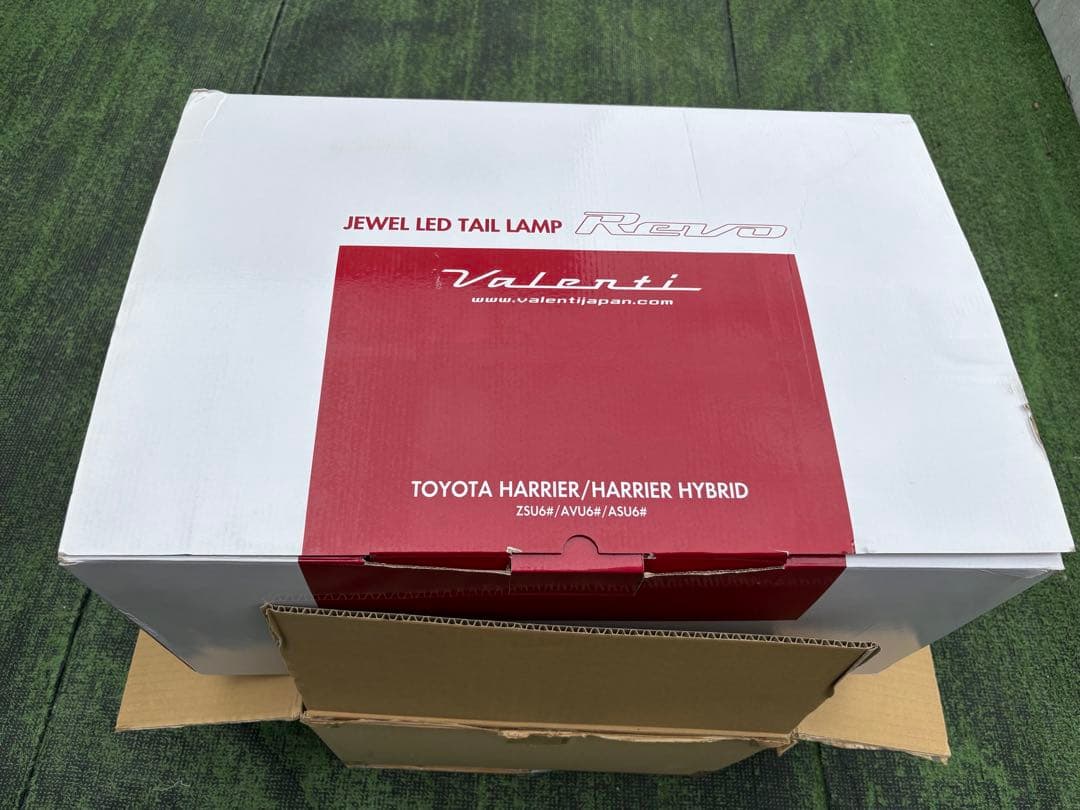 JEWEL LED TAIL LAMP Revo
Valenti
www.valentijapan.com
TOYOTA HARRIER/HARRIER HYBRID
ZSU6#/AVU6#/ASU6#